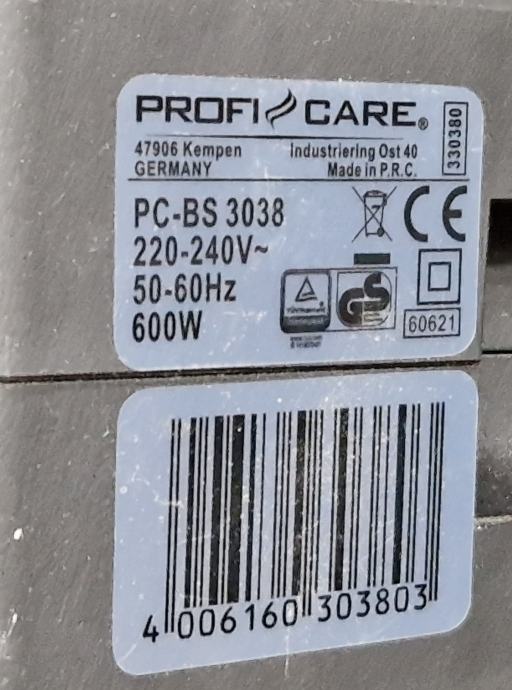 PROFI CARE®
330380
47906 Kempen Industriering Ost 40
GERMANY Made in P.R.C.
PC-BS 3038
220-240V~
50-60Hz
600W
CE
GS
60621
4 006160 303803